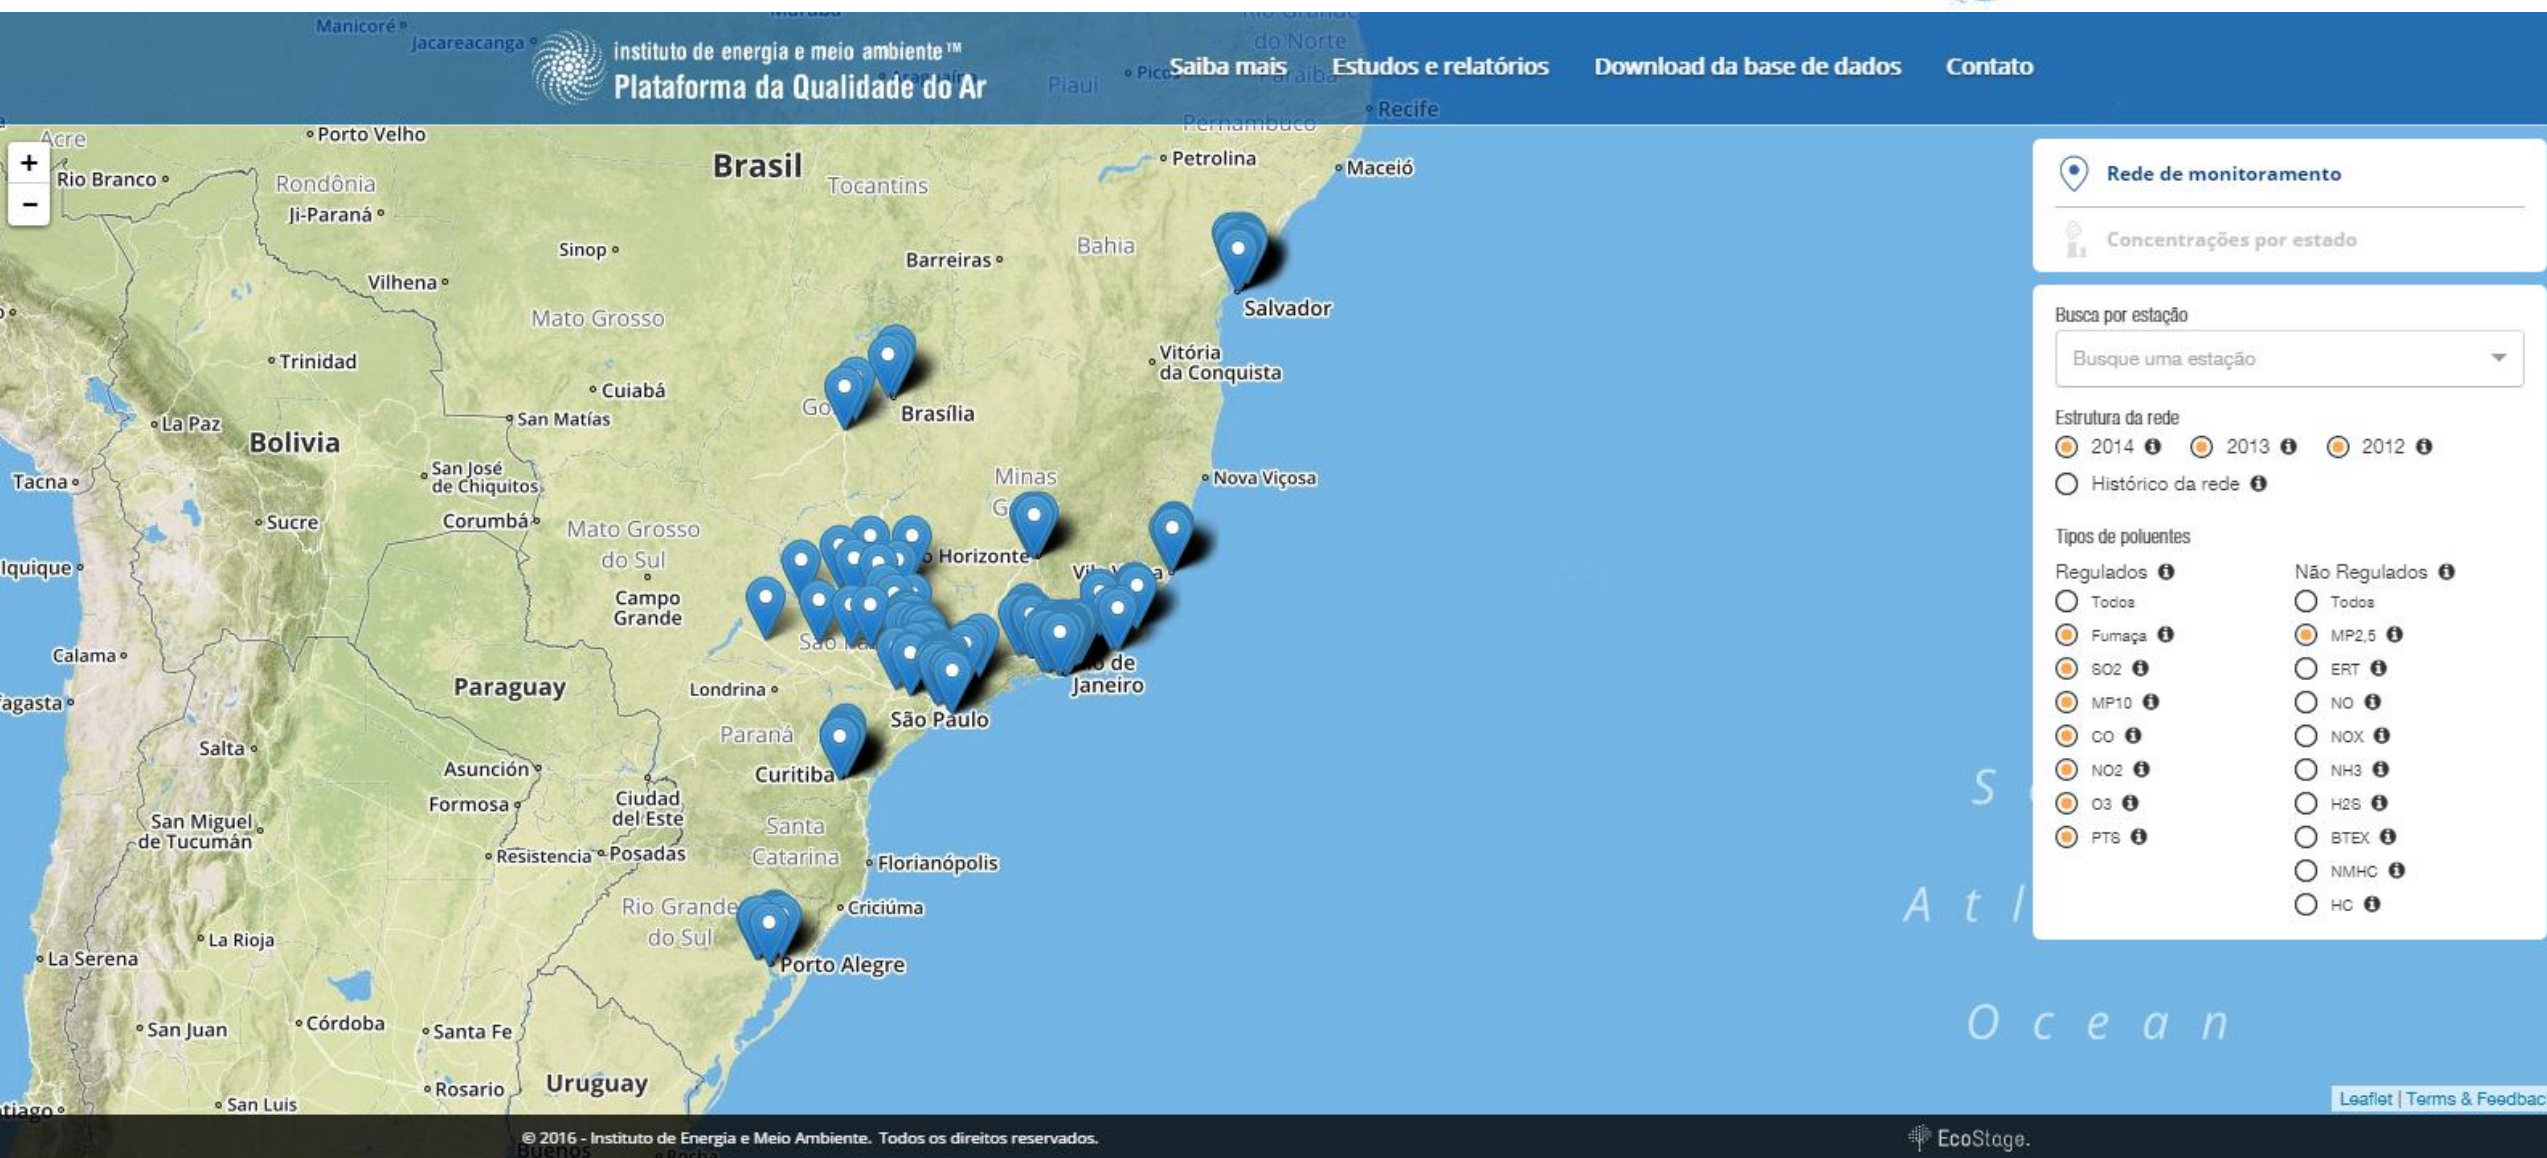 Manicoré
Jacareacanga
instituto de energia e meio ambiente™
Plataforma da Qualidade do Ar
Saiba mais
Estudos e relatórios
Download da base de dados
Contato
do Norte
Piauí
Recife
Pernambuco
Acre
Porto Velho
Brasil
Petrolina
Maceió
+
−
Rio Branco
Rondônia
Tocantins
Ji-Paraná
Sinop
Barreiras
Bahia
Vilhena
Salvador
Mato Grosso
Trinidad
Vitória
da Conquista
Cuiabá
Brasília
La Paz
San Matías
Bolivia
San José
de Chiquitos
Minas
Nova Viçosa
Tacna
Sucre
Corumbá
Mato Grosso
do Sul
Horizonte
Iquique
Campo
Grande
Calama
Paraguay
Londrina
de
Janeiro
São Paulo
Paraná
Salta
Asunción
Curitiba
Formosa
Ciudad
del Este
San Miguel
de Tucumán
Santa
Catarina
Resistencia
Posadas
Florianópolis
Rio Grande
do Sul
Criciúma
La Rioja
La Serena
Porto Alegre
San Juan
Córdoba
Santa Fe
Ocean
Rosario
Uruguay
San Luis
Rede de monitoramento
Concentrações por estado
Busca por estação
Busque uma estação
Estrutura da rede
2014 2013 2012
Histórico da rede
Tipos de poluentes
Regulados Não Regulados
Todos Todos
Fumaça MP2,5
SO2 ERT
MP10 NO
CO NOX
NO2 NH3
O3 H2S
PTS BTEX
NMHC
HC
Leaflet | Terms & Feedbac
© 2016 - Instituto de Energia e Meio Ambiente. Todos os direitos reservados.
EcoStage.